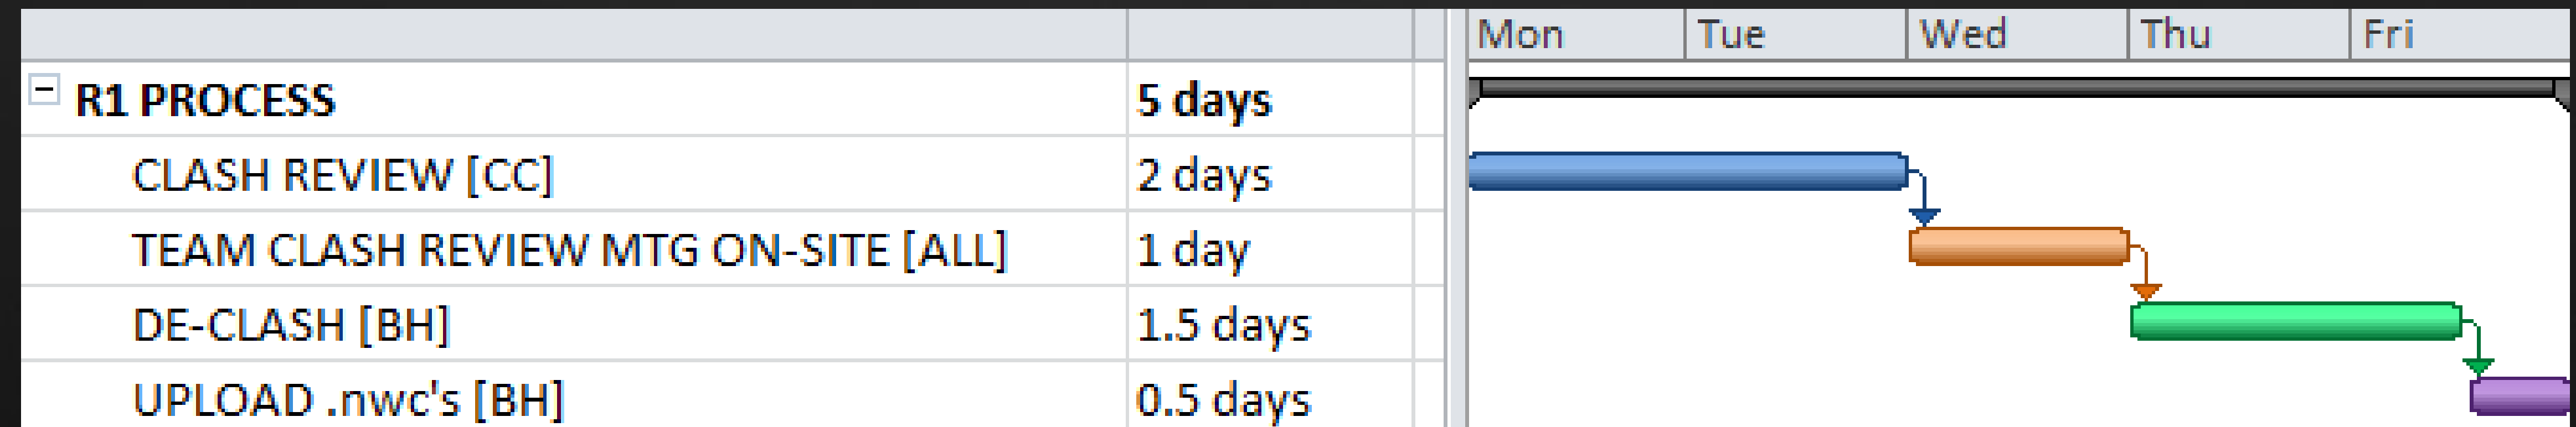 Mon Tue Wed Thu Fri
R1 PROCESS 5 days
CLASH REVIEW [CC] 2 days
TEAM CLASH REVIEW MTG ON-SITE [ALL] 1 day
DE-CLASH [BH] 1.5 days
UPLOAD .nwc's [BH] 0.5 days